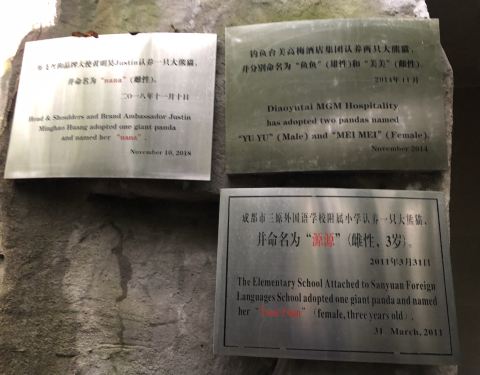 品牌大使黄明昊Justin认养一只大熊猫，
并命名为“nana”（雌性）。
二〇一八年十一月十日
Head & Shoulders and Brand Ambassador Justin
Minghao Huang adopted one giant panda
and named her "nana".
November 10, 2018
钓鱼台美高梅酒店集团认养两只大熊猫，
并分别命名为“鱼鱼”（雄性）和“美美”（雌性）。
2014年11月
Diaoyutai MGM Hospitality
has adopted two pandas named
"YU YU" (Male) and "MEI MEI" (Female).
November 2014
成都市三原外国语学校附属小学认养一只大熊猫，
并命名为“源源”（雌性，3岁）。
2011年3月31日
The Elementary School Attached to Sanyuan Foreign
Languages School adopted one giant panda and named
her "Yuan Yuan" (female, three years old).
31 March, 2011